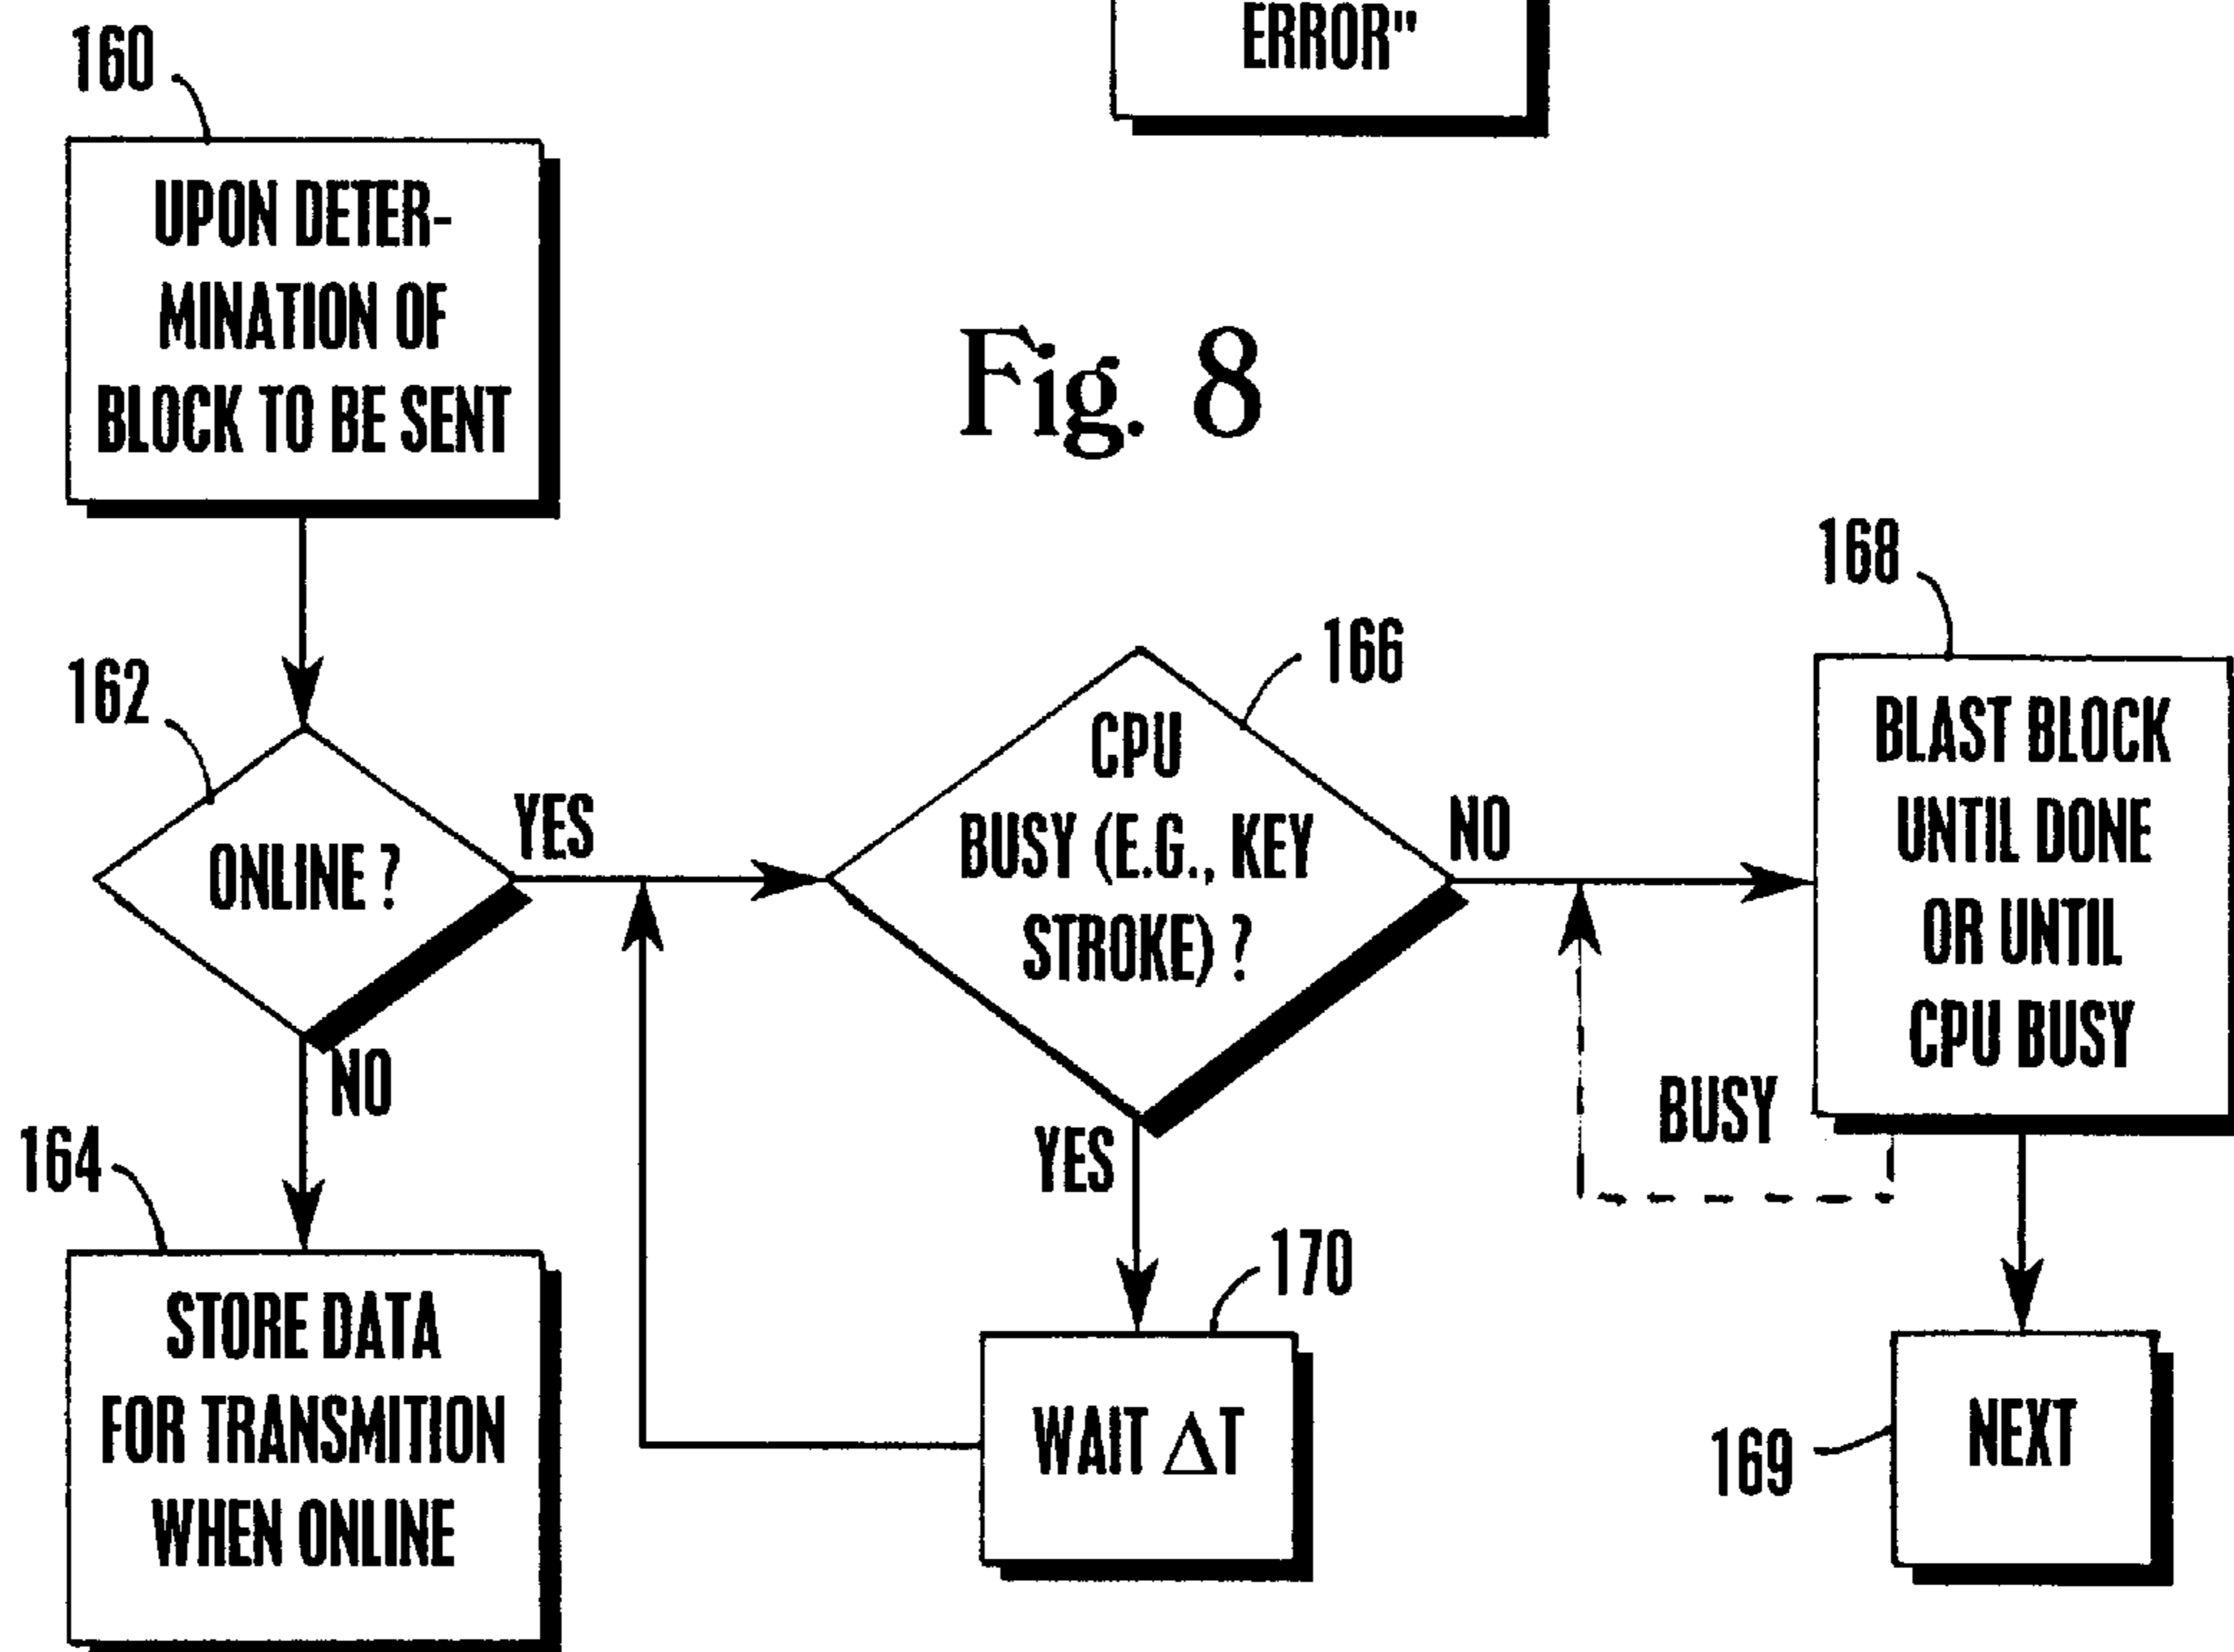 ERROR"
160
UPON DETER-
MINATION OF
BLOCK TO BE SENT
Fig. 8
162
ONLINE ?
YES
NO
164
STORE DATA
FOR TRANSMITION
WHEN ONLINE
166
CPU
BUSY (E.G., KEY
STROKE) ?
NO
YES
170
WAIT ΔT
168
BLAST BLOCK
UNTIL DONE
OR UNTIL
CPU BUSY
BUSY
169
NEXT